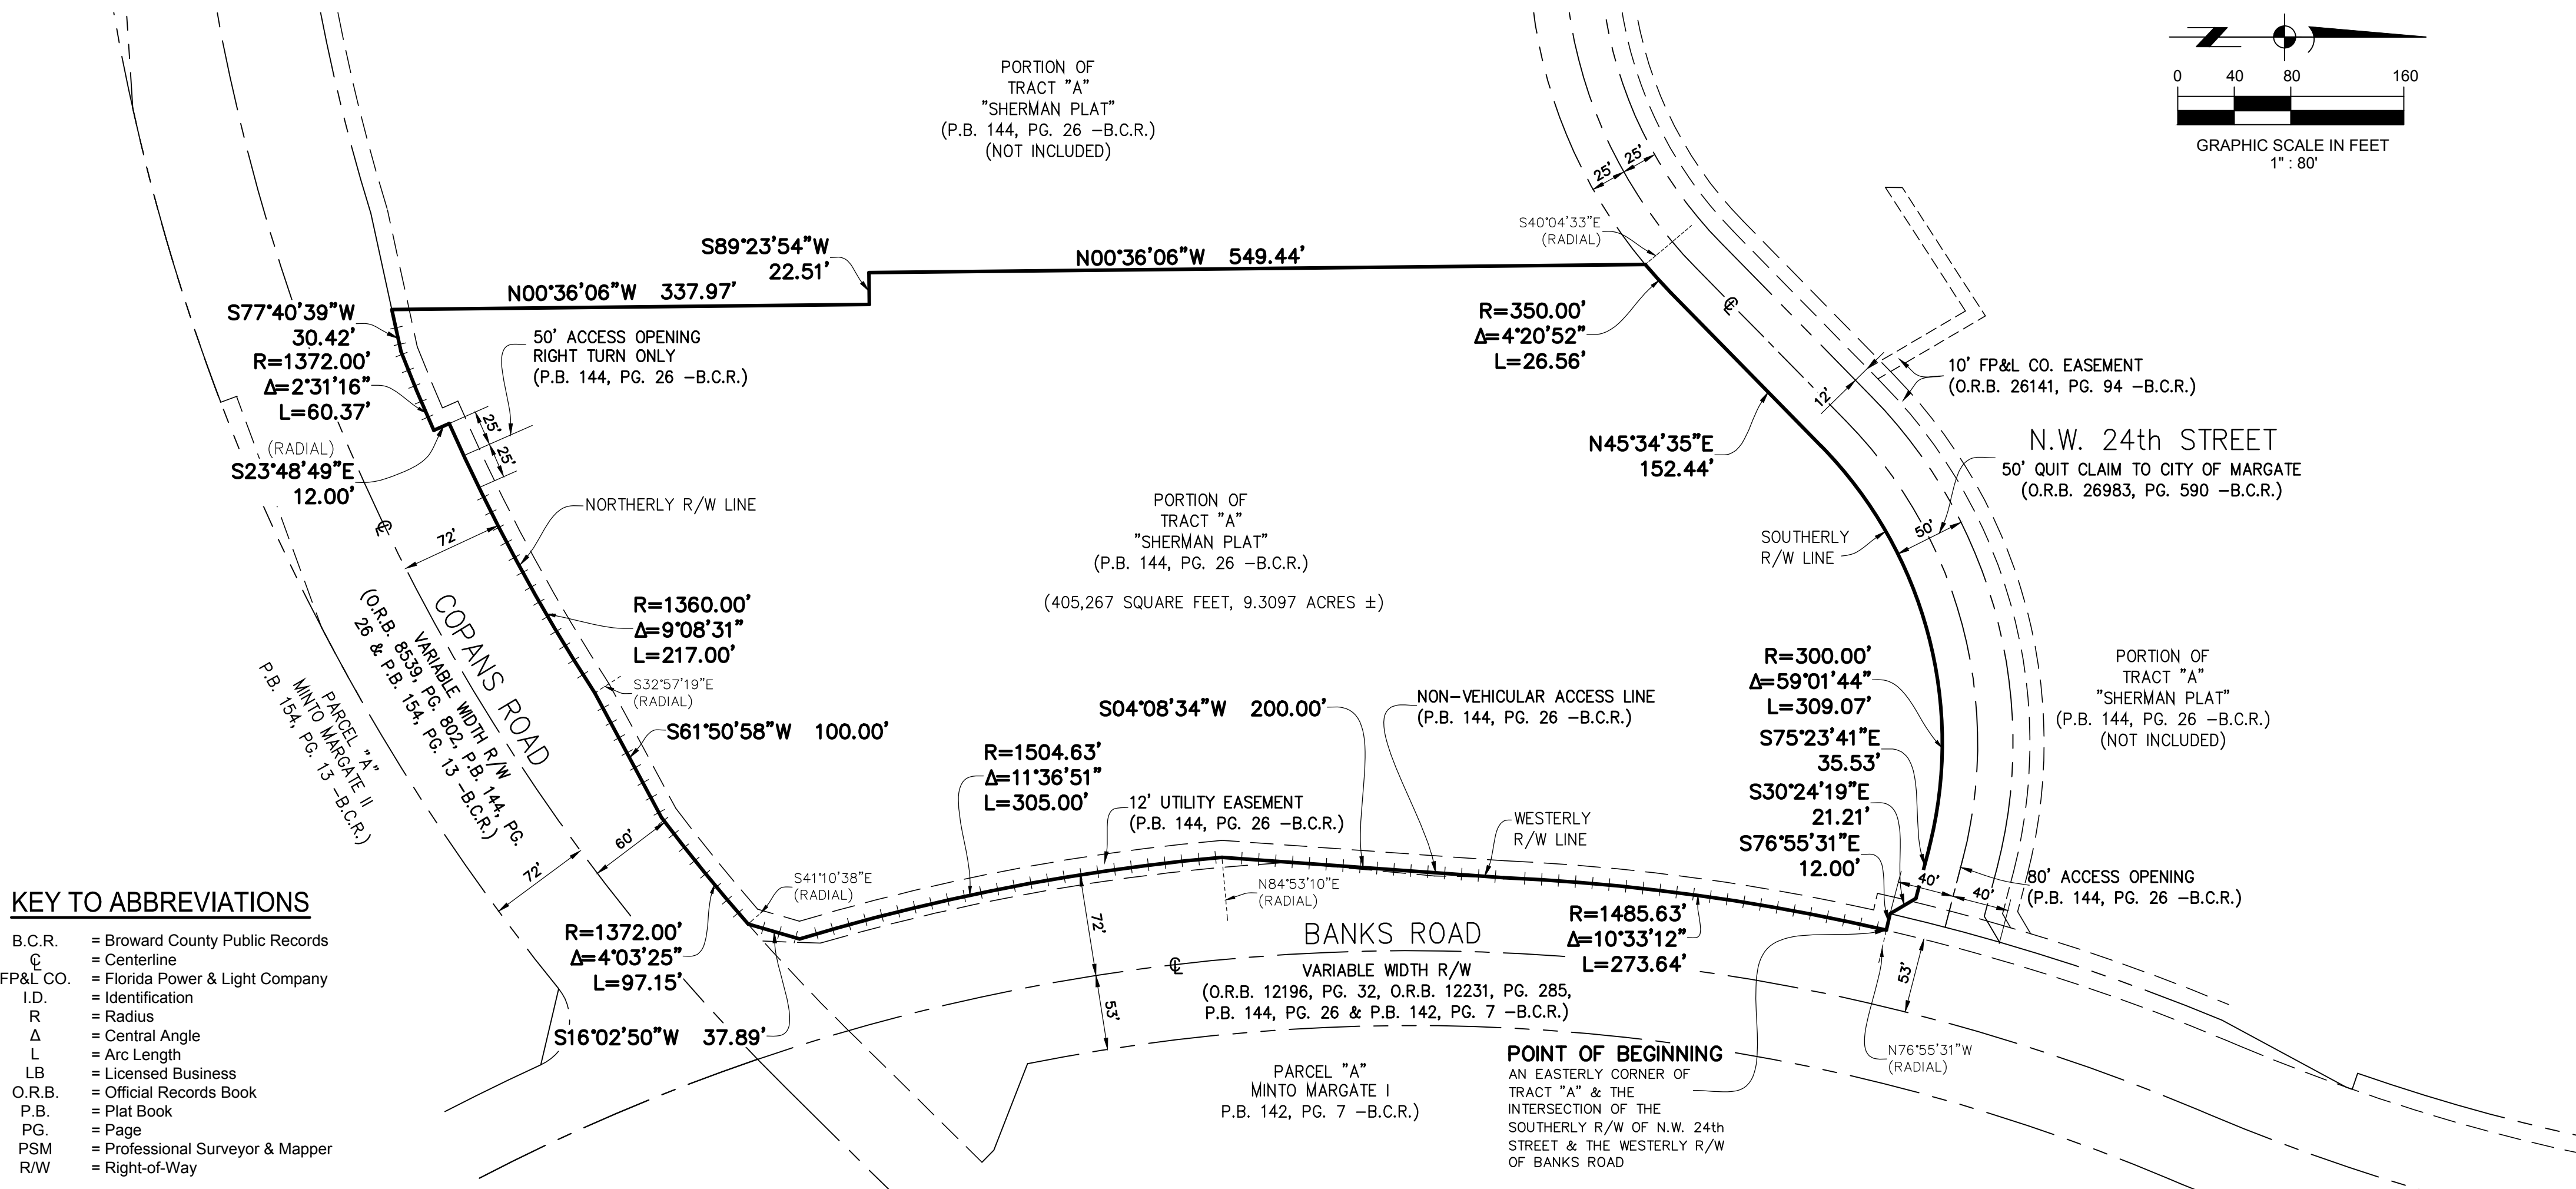 PORTION OF
TRACT "A"
"SHERMAN PLAT"
(P.B. 144, PG. 26 –B.C.R.)
(NOT INCLUDED)
Z
0 40 80 160
GRAPHIC SCALE IN FEET
1" : 80'
25'
25'
S40°04'33"E
(RADIAL)
S89°23'54"W
22.51'
N00°36'06"W 549.44'
N00°36'06"W 337.97'
S77°40'39"W
30.42'
R=1372.00'
Δ=2°31'16"
L=60.37'
(RADIAL)
S23°48'49"E
12.00'
50' ACCESS OPENING
RIGHT TURN ONLY
(P.B. 144, PG. 26 –B.C.R.)
25'
25'
R=350.00'
Δ=4°20'52"
L=26.56'
℄
10' FP&L CO. EASEMENT
(O.R.B. 26141, PG. 94 –B.C.R.)
12'
N45°34'35"E
152.44'
N.W. 24th STREET
50' QUIT CLAIM TO CITY OF MARGATE
(O.R.B. 26983, PG. 590 –B.C.R.)
NORTHERLY R/W LINE
℄
72'
PORTION OF
TRACT "A"
"SHERMAN PLAT"
(P.B. 144, PG. 26 –B.C.R.)
(405,267 SQUARE FEET, 9.3097 ACRES ±)
SOUTHERLY
R/W LINE
50'
R=1360.00'
Δ=9°08'31"
L=217.00'
S32°57'19"E
(RADIAL)
S61°50'58"W 100.00'
COPANS ROAD
VARIABLE WIDTH R/W
(O.R.B. 8539, PG. 802, P.B. 144, PG.
26 & P.B. 154, PG. 13 –B.C.R.)
PARCEL "A"
MINTO MARGATE II
P.B. 154, PG. 13 –B.C.R.)
R=300.00'
Δ=59°01'44"
L=309.07'
S75°23'41"E
35.53'
S30°24'19"E
21.21'
S76°55'31"E
12.00'
PORTION OF
TRACT "A"
"SHERMAN PLAT"
(P.B. 144, PG. 26 –B.C.R.)
(NOT INCLUDED)
S04°08'34"W 200.00'
NON–VEHICULAR ACCESS LINE
(P.B. 144, PG. 26 –B.C.R.)
R=1504.63'
Δ=11°36'51"
L=305.00'
12' UTILITY EASEMENT
(P.B. 144, PG. 26 –B.C.R.)
WESTERLY
R/W LINE
60'
72'
S41°10'38"E
(RADIAL)
N84°53'10"E
(RADIAL)
40'
40'
80' ACCESS OPENING
(P.B. 144, PG. 26 –B.C.R.)
R=1372.00'
Δ=4°03'25"
L=97.15'
S16°02'50"W 37.89'
72'
53'
℄
BANKS ROAD
VARIABLE WIDTH R/W
(O.R.B. 12196, PG. 32, O.R.B. 12231, PG. 285,
P.B. 144, PG. 26 & P.B. 142, PG. 7 –B.C.R.)
R=1485.63'
Δ=10°33'12"
L=273.64'
53'
N76°55'31"W
(RADIAL)
PARCEL "A"
MINTO MARGATE I
P.B. 142, PG. 7 –B.C.R.)
POINT OF BEGINNING
AN EASTERLY CORNER OF
TRACT "A" & THE
INTERSECTION OF THE
SOUTHERLY R/W OF N.W. 24th
STREET & THE WESTERLY R/W
OF BANKS ROAD
KEY TO ABBREVIATIONS
B.C.R. = Broward County Public Records
℄ = Centerline
FP&L CO. = Florida Power & Light Company
I.D. = Identification
R = Radius
Δ = Central Angle
L = Arc Length
LB = Licensed Business
O.R.B. = Official Records Book
P.B. = Plat Book
PG. = Page
PSM = Professional Surveyor & Mapper
R/W = Right-of-Way